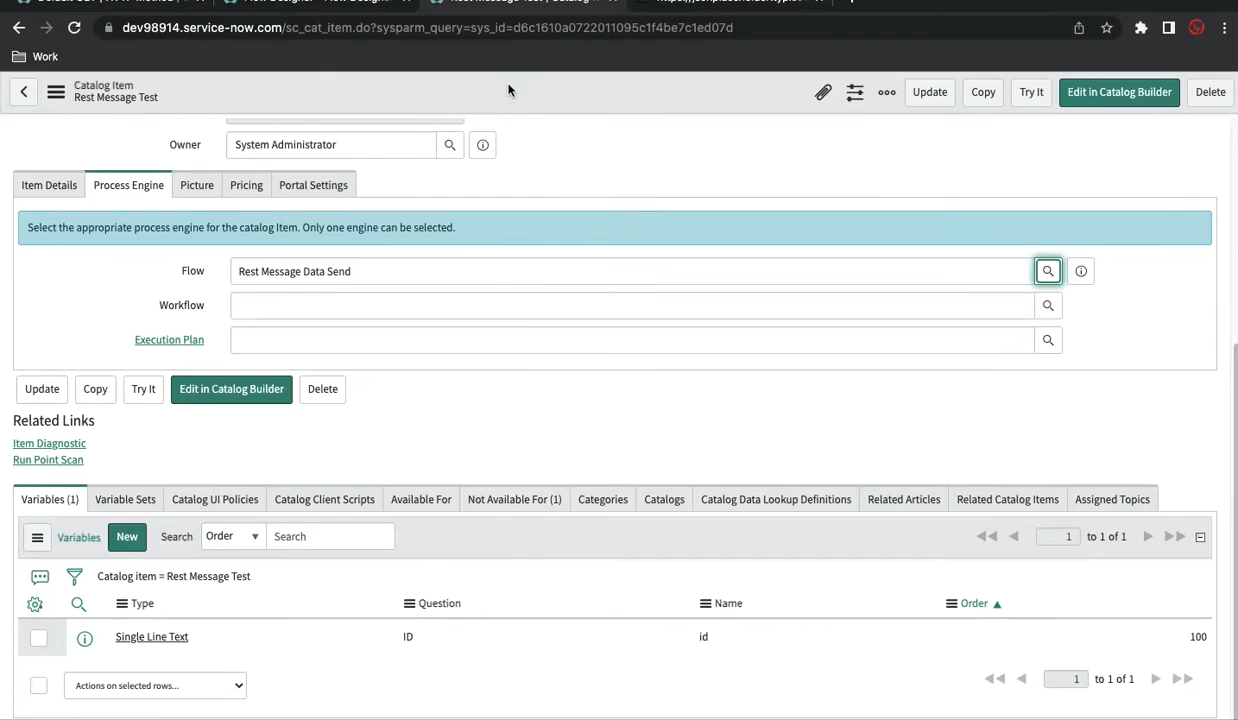 dev98914.service-now.com/sc_cat_item.do?sysparm_query=sys_id=d6c1610a0722011095c1f4be7c1ed07d
Work
Catalog Item
Rest Message Test
Update Copy Try It Edit in Catalog Builder Delete
Owner System Administrator
Item Details Process Engine Picture Pricing Portal Settings
Select the appropriate process engine for the catalog Item. Only one engine can be selected.
Flow Rest Message Data Send
Workflow
Execution Plan
Update Copy Try It Edit in Catalog Builder Delete
Related Links
Item Diagnostic
Run Point Scan
Variables (1) Variable Sets Catalog UI Policies Catalog Client Scripts Available For Not Available For (1) Categories Catalogs Catalog Data Lookup Definitions Related Articles Related Catalog Items Assigned Topics
Variables New Search Order Search 1 to 1 of 1
Catalog item = Rest Message Test
Type Question Name Order
Single Line Text ID id 100
Actions on selected rows... 1 to 1 of 1